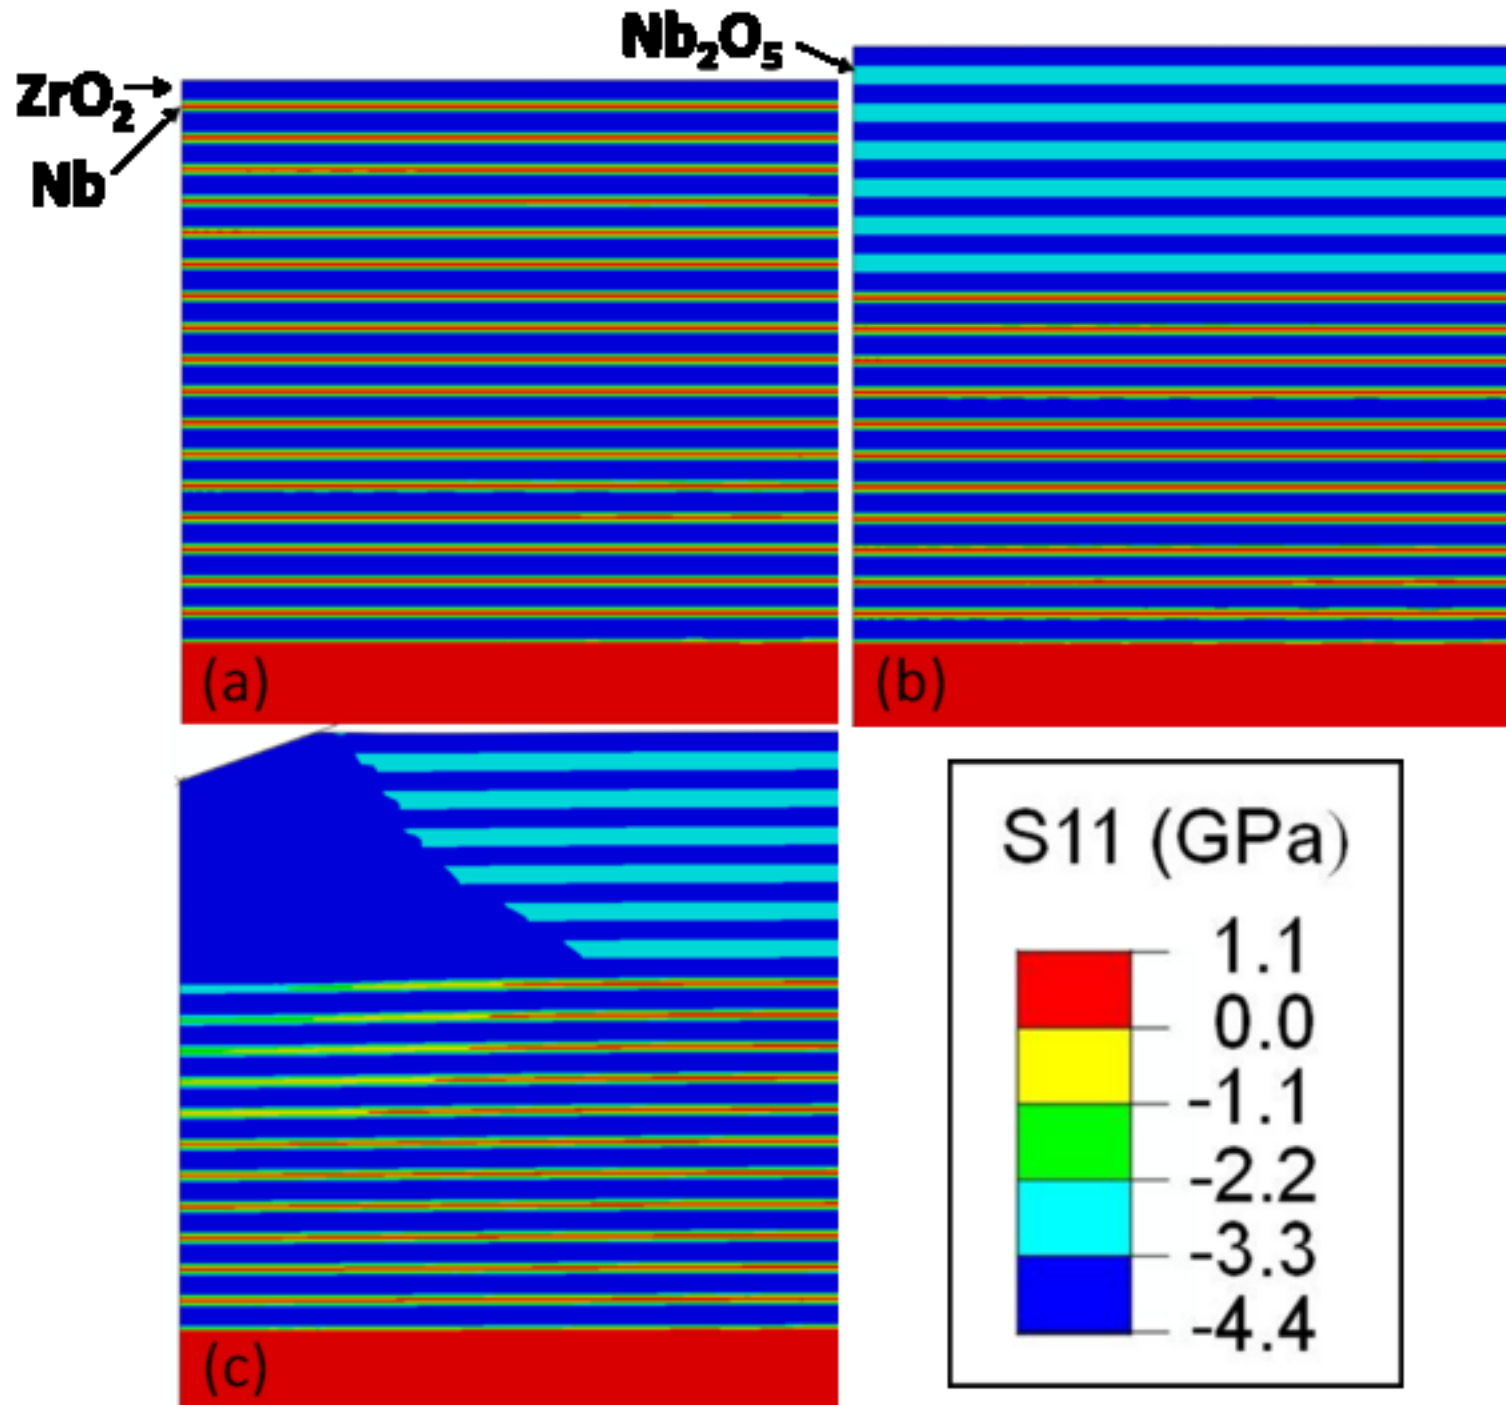 Nb₂O₅
ZrO₂
Nb
(a)
(b)
(c)
S11 (GPa)
1.1
0.0
-1.1
-2.2
-3.3
-4.4